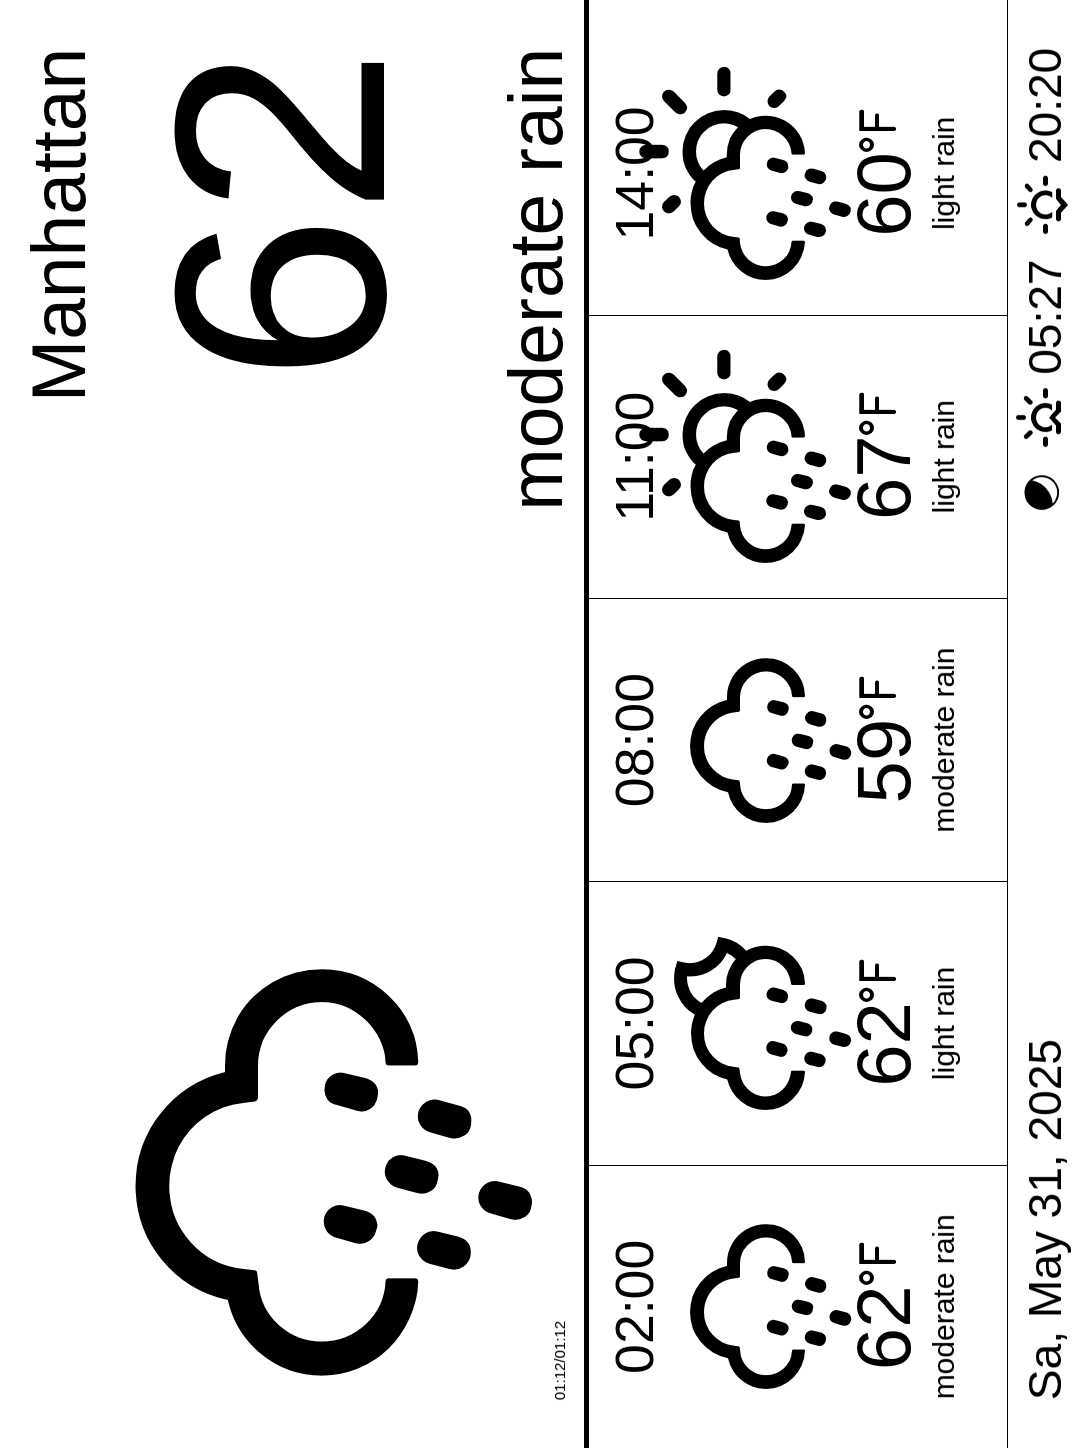 Manhattan
62
moderate rain
01:12/01:12
02:00
62°F
moderate rain
05:00
62°F
light rain
08:00
59°F
moderate rain
11:00
67°F
light rain
14:00
60°F
light rain
Sa, May 31, 2025
05:27
20:20